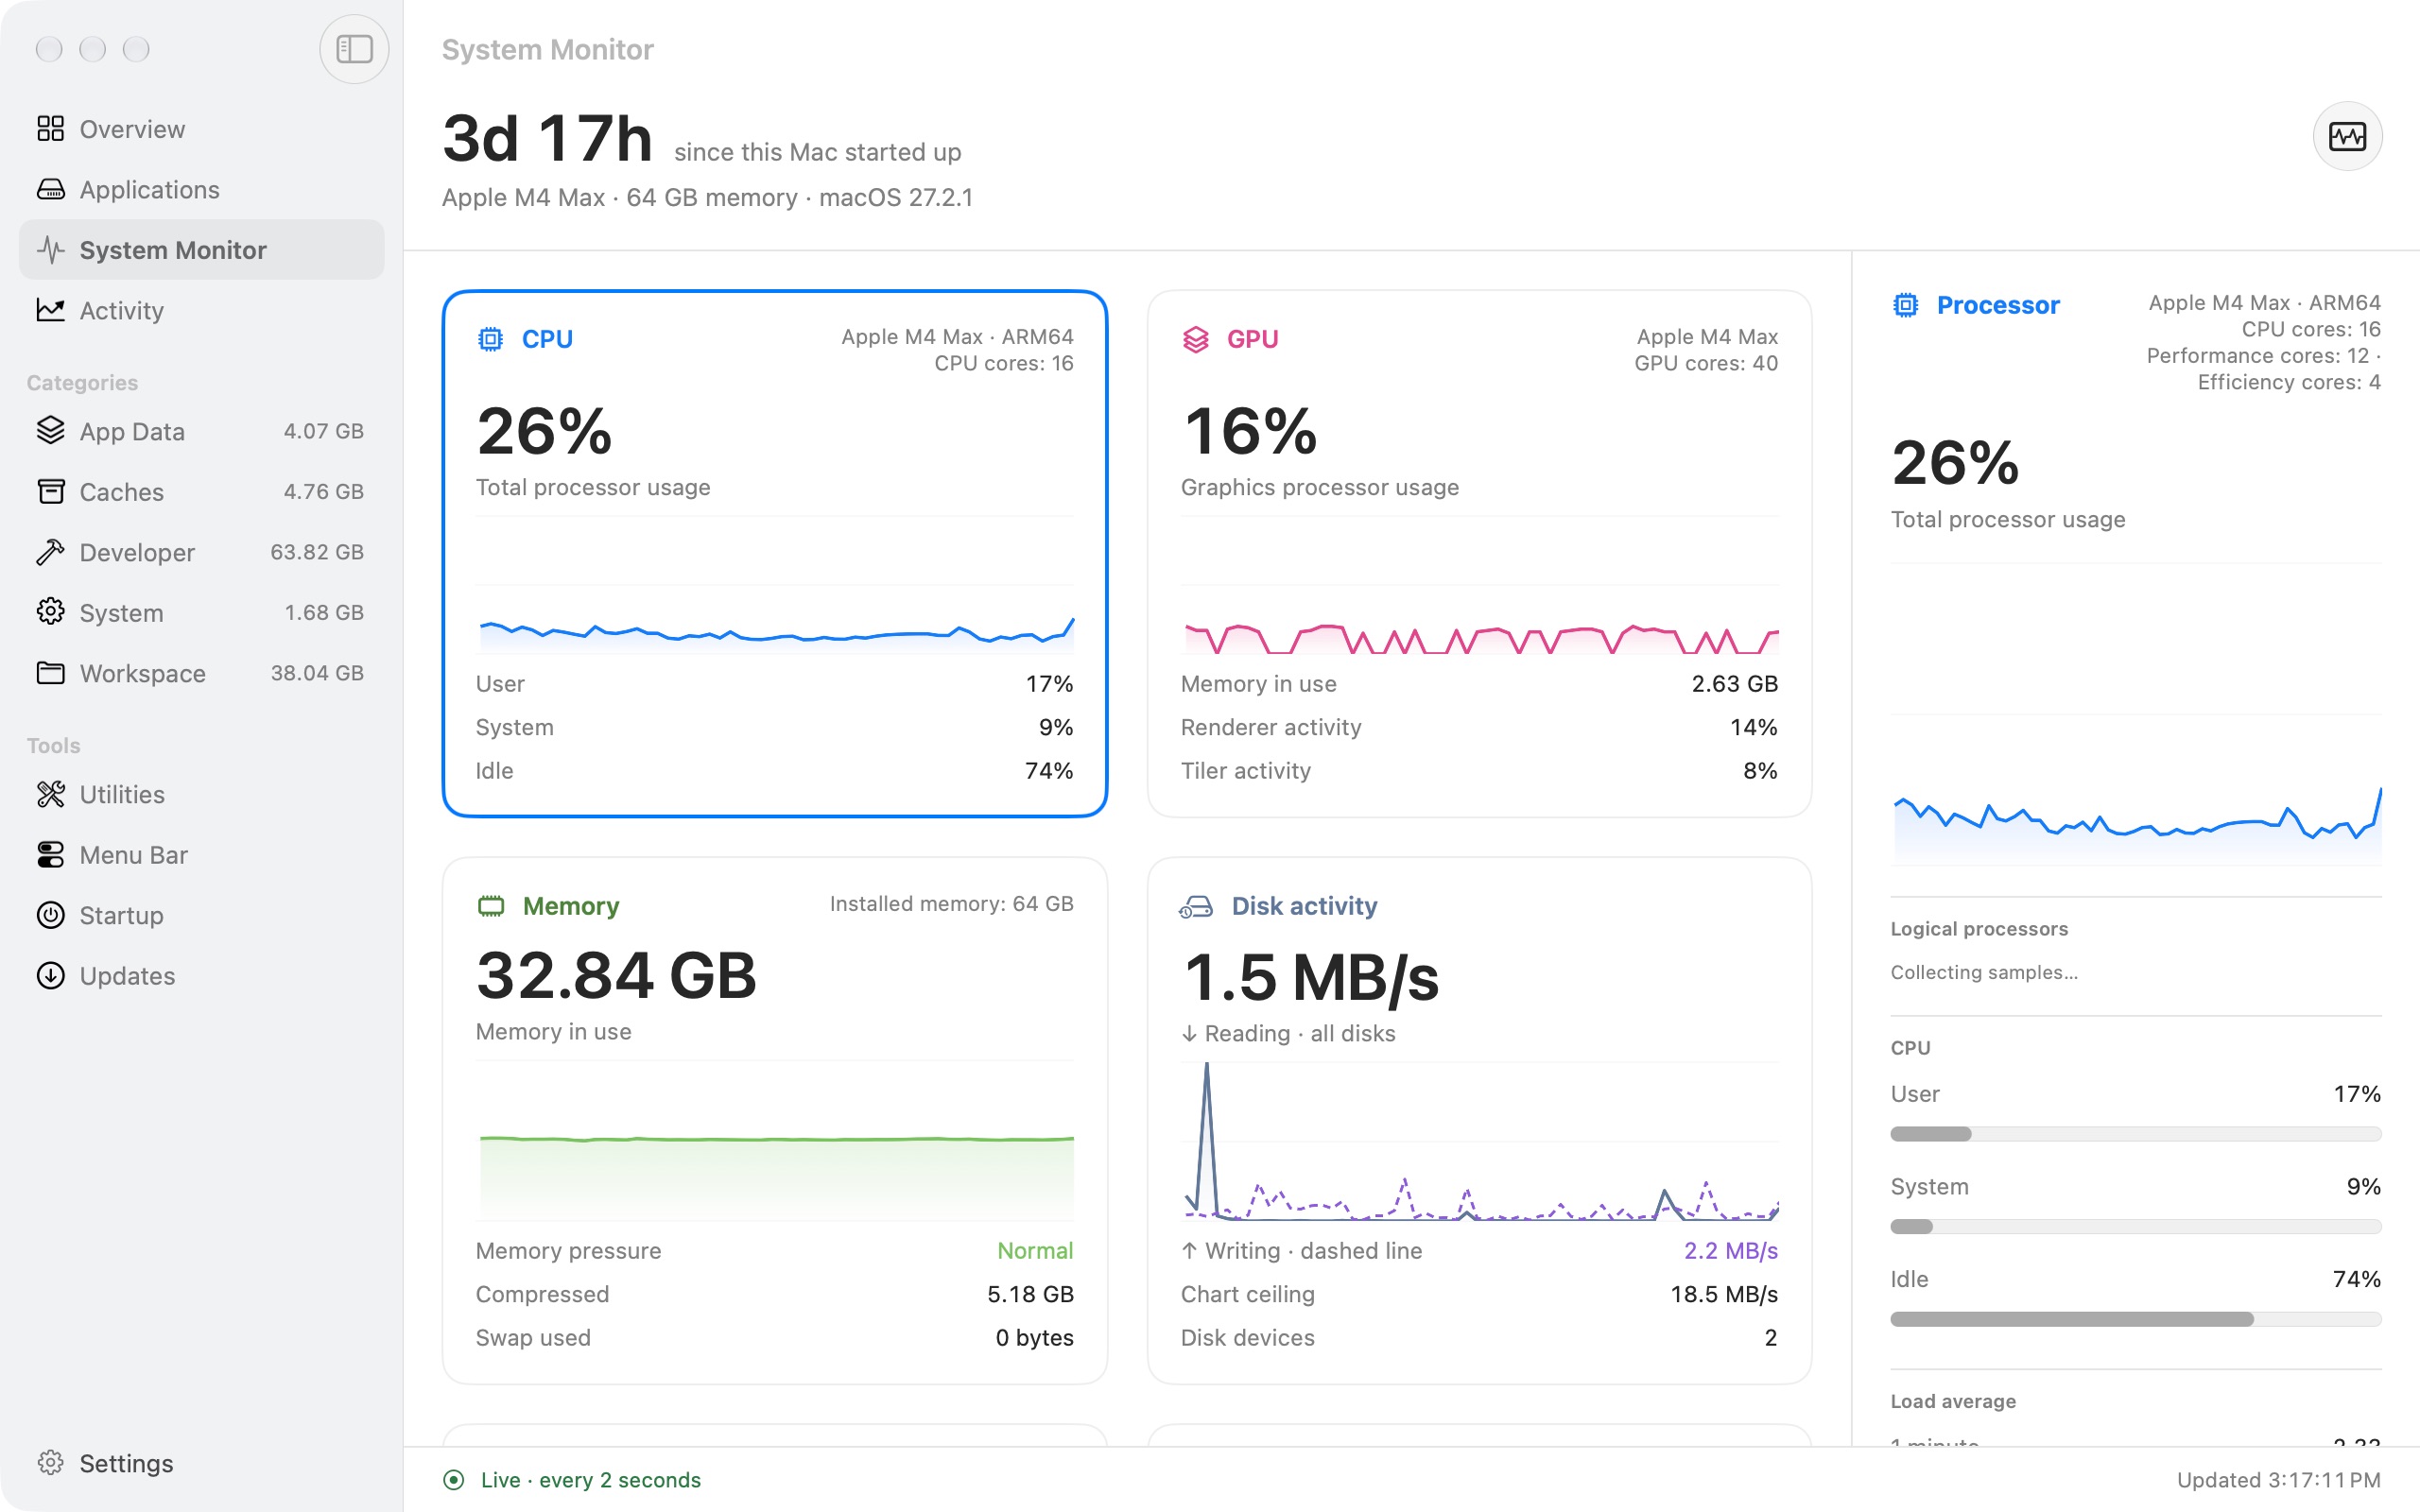 System Monitor
Overview
Applications
System Monitor
Activity
Categories
App Data 4.07 GB
Caches 4.76 GB
Developer 63.82 GB
System 1.68 GB
Workspace 38.04 GB
Tools
Utilities
Menu Bar
Startup
Updates
Settings
3d 17h since this Mac started up
Apple M4 Max · 64 GB memory · macOS 27.2.1
CPU
Apple M4 Max · ARM64
CPU cores: 16
26%
Total processor usage
User 17%
System 9%
Idle 74%
GPU
Apple M4 Max
GPU cores: 40
16%
Graphics processor usage
Memory in use 2.63 GB
Renderer activity 14%
Tiler activity 8%
Memory
Installed memory: 64 GB
32.84 GB
Memory in use
Memory pressure Normal
Compressed 5.18 GB
Swap used 0 bytes
Disk activity
1.5 MB/s
↓ Reading · all disks
↑ Writing · dashed line 2.2 MB/s
Chart ceiling 18.5 MB/s
Disk devices 2
Processor
Apple M4 Max · ARM64
CPU cores: 16
Performance cores: 12 ·
Efficiency cores: 4
26%
Total processor usage
Logical processors
Collecting samples...
CPU
User 17%
System 9%
Idle 74%
Load average
1 minute
Live · every 2 seconds
Updated 3:17:11 PM